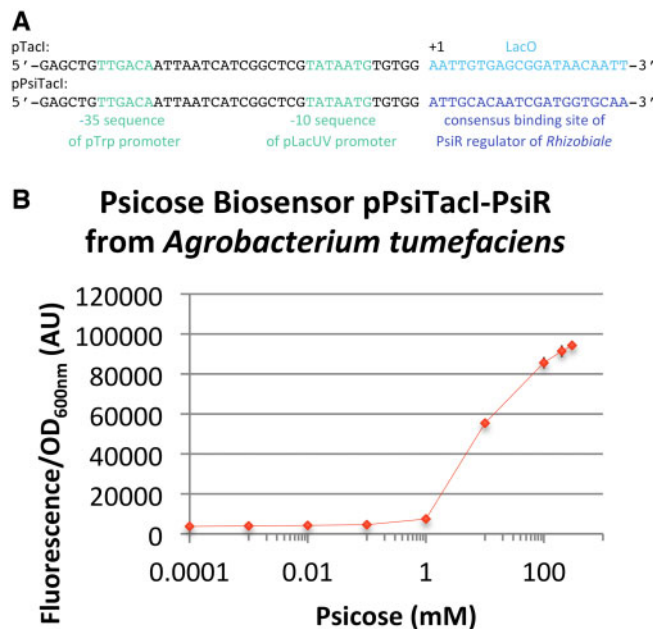 A
pTacI: +1 LacO
5’-GAGCTGTTGACAATTAATCATCGGCTCGTATAATGTGTGG AATTGTGAGCGGATAACAATT-3’
pPsiTacI:
5’-GAGCTGTTGACAATTAATCATCGGCTCGTATAATGTGTGG ATTGCACAATCGATGGTGCAA-3’
-35 sequence -10 sequence consensus binding site of
of pTrp promoter of pLacUV promoter PsiR regulator of Rhizobiale
B
Psicose Biosensor pPsiTacI-PsiR
from Agrobacterium tumefaciens
120000
100000
80000
60000
40000
20000
0
Fluorescence/OD600nm (AU)
0.0001 0.01 1 100
Psicose (mM)